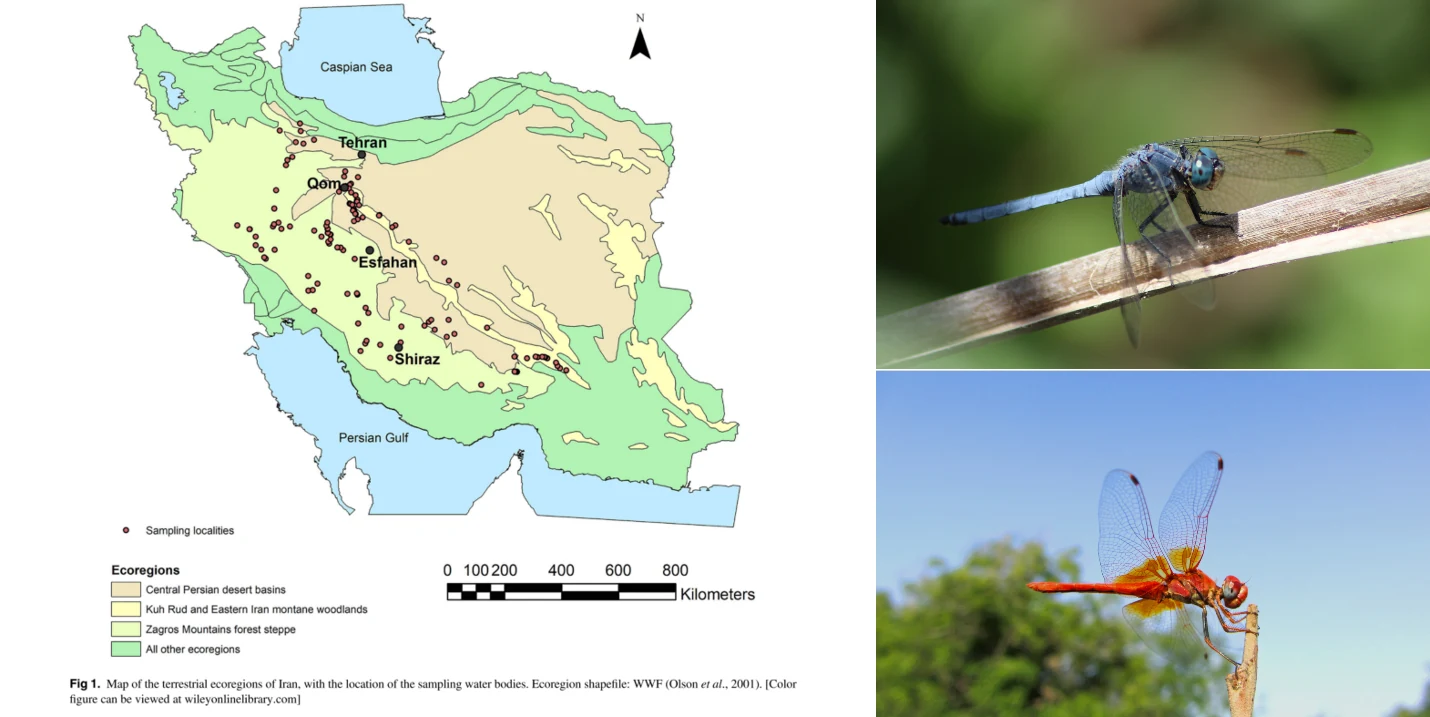 N
Caspian Sea
Tehran
Qom
Esfahan
Shiraz
Persian Gulf
Sampling localities
Ecoregions
Central Persian desert basins
Kuh Rud and Eastern Iran montane woodlands
Zagros Mountains forest steppe
All other ecoregions
0 100 200 400 600 800
Kilometers
Fig 1. Map of the terrestrial ecoregions of Iran, with the location of the sampling water bodies. Ecoregion shapefile: WWF (Olson et al., 2001). [Color
figure can be viewed at wileyonlinelibrary.com]